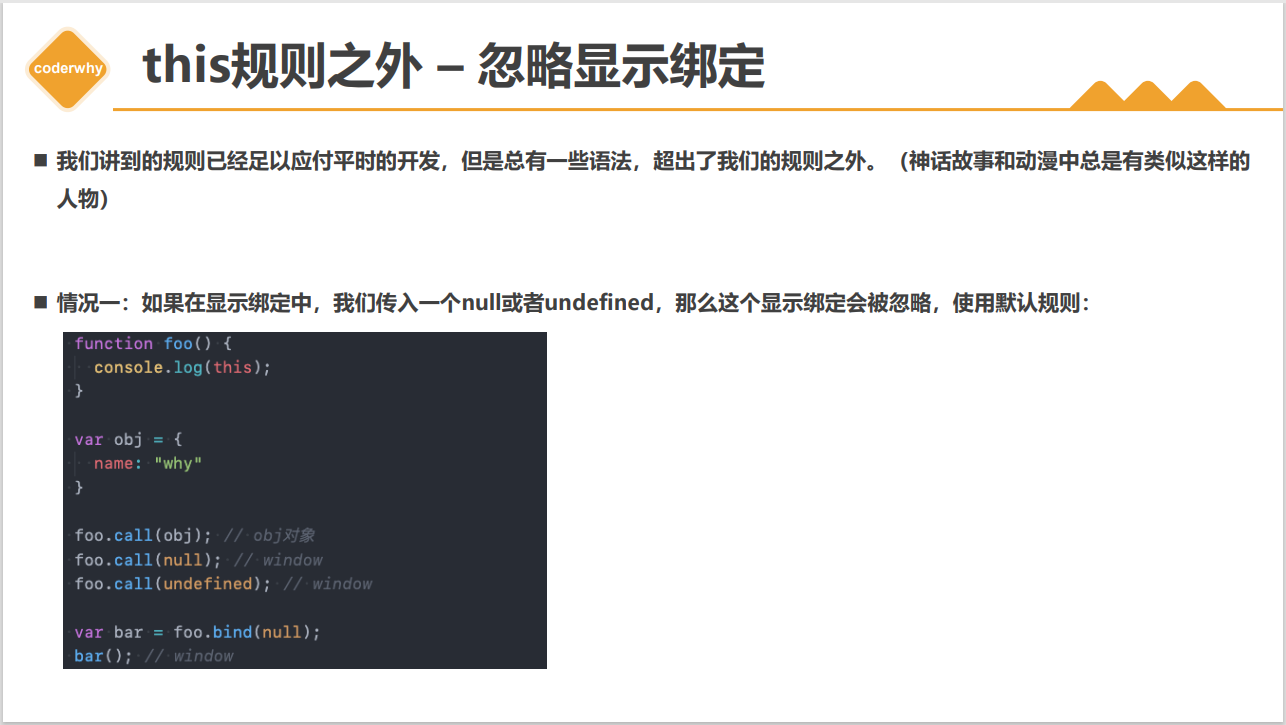 coderwhy
this规则之外 – 忽略显示绑定
■ 我们讲到的规则已经足以应付平时的开发，但是总有一些语法，超出了我们的规则之外。（神话故事和动漫中总是有类似这样的
人物）
■ 情况一：如果在显示绑定中，我们传入一个null或者undefined，那么这个显示绑定会被忽略，使用默认规则：
function foo() {
  console.log(this);
}
var obj = {
  name: "why"
}
foo.call(obj); // obj对象
foo.call(null); // window
foo.call(undefined); // window
var bar = foo.bind(null);
bar(); // window